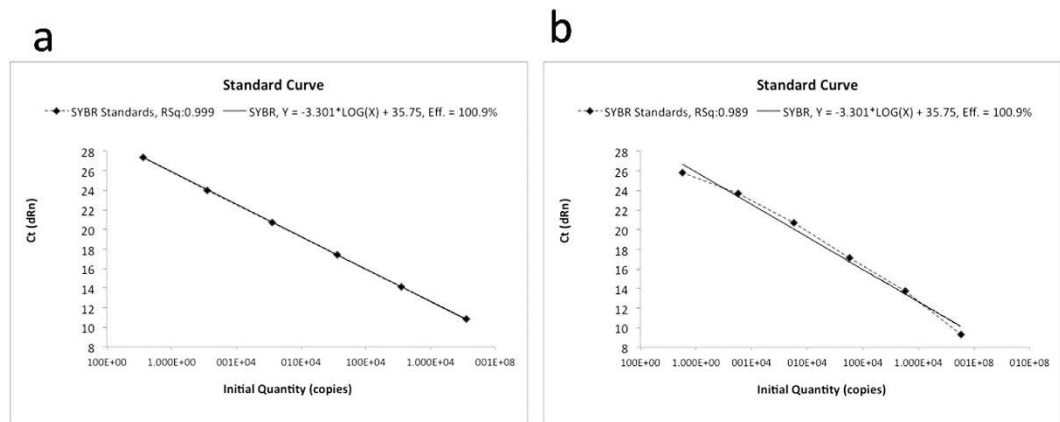 a
Standard Curve
SYBR Standards, RSq:0.999 SYBR, Y = -3.301*LOG(X) + 35.75, Eff. = 100.9%
28
26
24
22
20
18
16
14
12
10
8
Ct (dRn)
100E+00 1.000E+04 001E+04 010E+04 1.000E+04 001E+08
Initial Quantity (copies)
b
Standard Curve
SYBR Standards, RSq:0.989 SYBR, Y = -3.301*LOG(X) + 35.75, Eff. = 100.9%
28
26
24
22
20
18
16
14
12
10
8
Ct (dRn)
100E+00 1.000E+04 001E+04 010E+04 1.000E+04 001E+08 010E+08
Initial Quantity (copies)